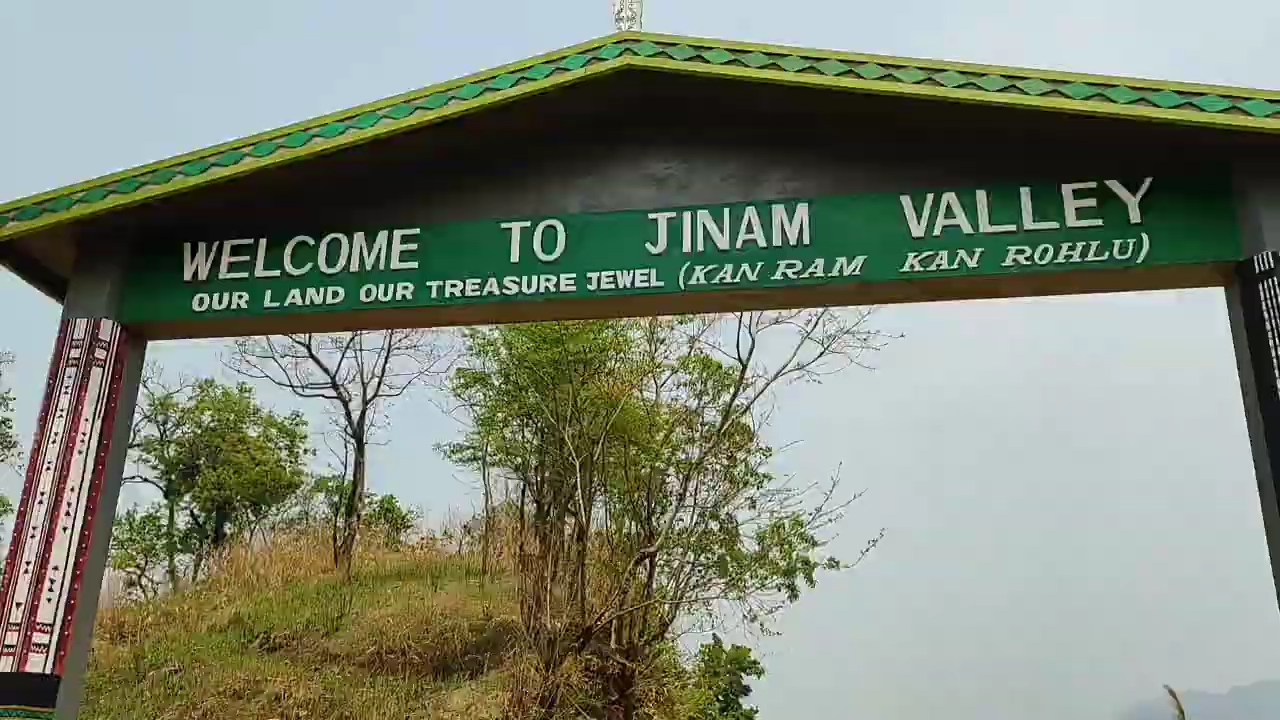 WELCOME TO JINAM VALLEY
OUR LAND OUR TREASURE JEWEL (KAN RAM KAN ROHLU)